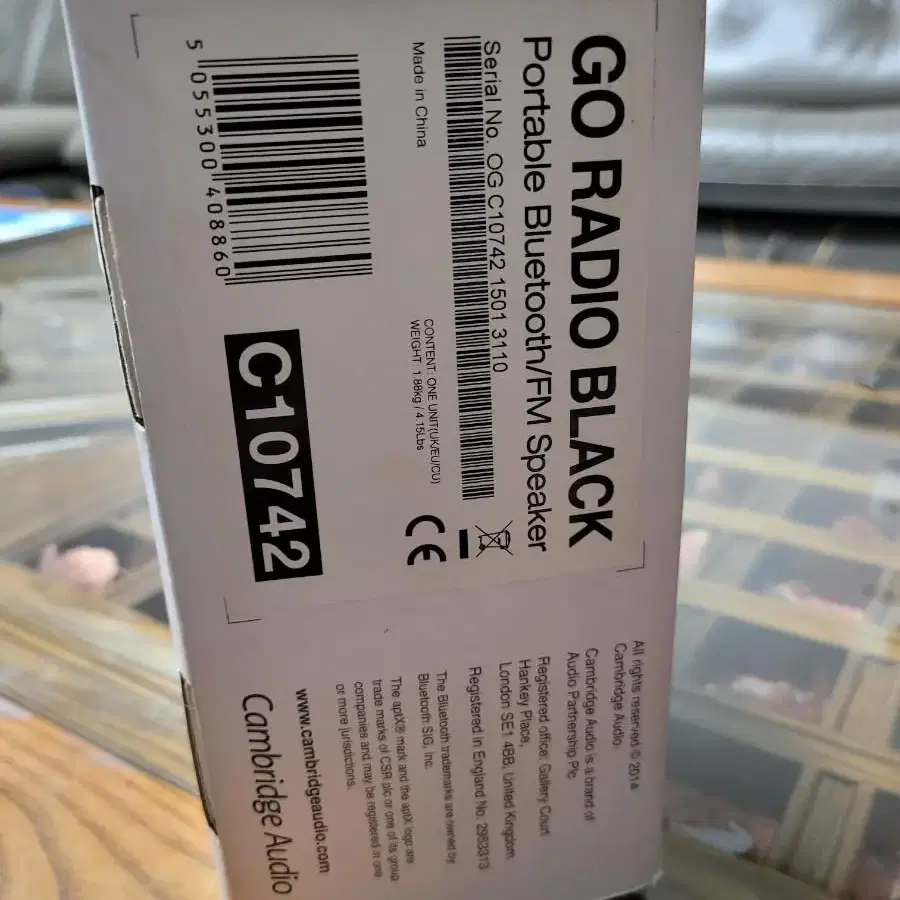 GO RADIO BLACK
Portable Bluetooth/FM Speaker
Serial No. OG C10742 1501 3110
Made in China
CONTENT: ONE UNIT(UK/EU/CU)
WEIGHT: 1.88kg / 4.15Lbs
5 055300 408860
C10742
All rights reserved © 2014
Cambridge Audio.
Cambridge Audio is a brand of
Audio Partnership Plc
Registered office: Gallery Court
Hankey Place,
London SE1 4BB, United Kingdom
Registered in England No. 2953313
The Bluetooth trademarks are owned by
Bluetooth SIG, Inc.
The aptX® mark and the aptX logo are
trade marks of CSR plc or one of its group
companies and may be registered in one
or more jurisdictions.
www.cambridgeaudio.com
Cambridge Audio